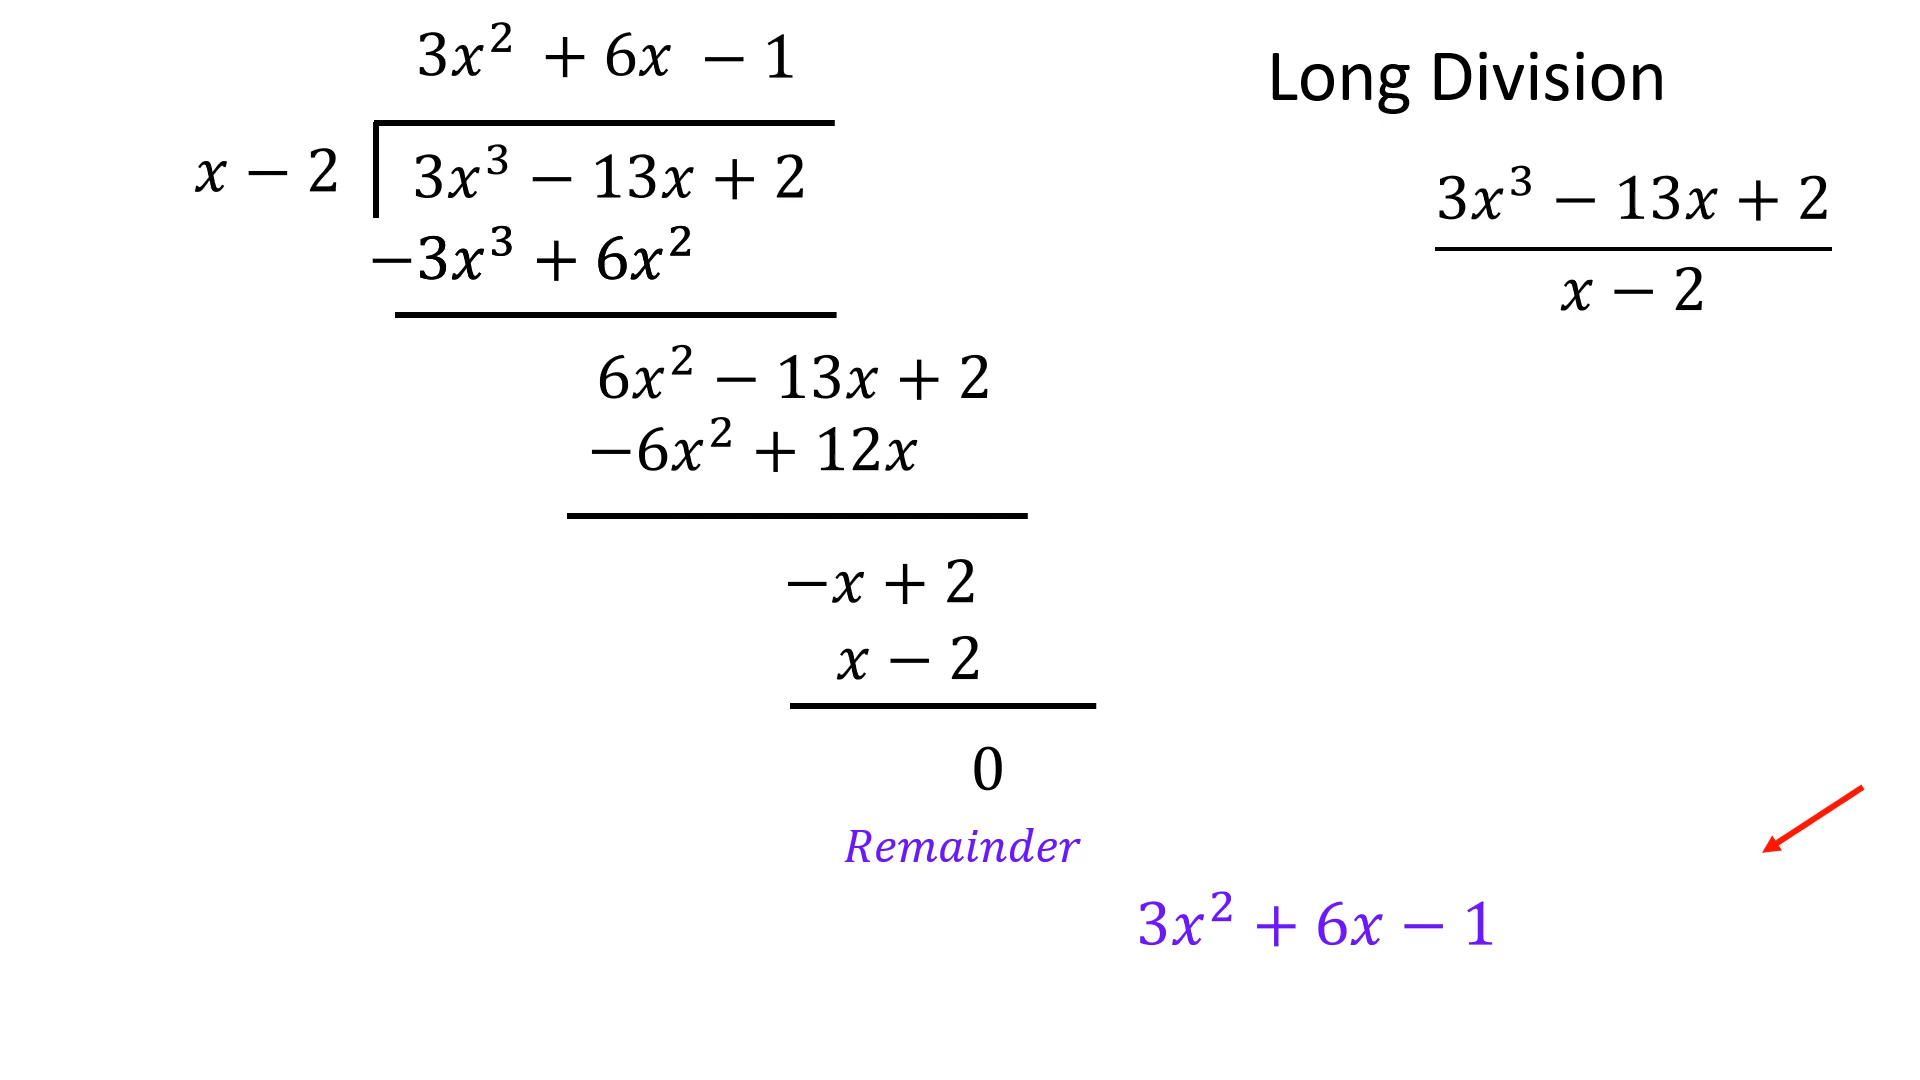 3x² + 6x − 1
Long Division
x − 2
3x³ − 13x + 2
3x³ − 13x + 2
x − 2
−3x³ + 6x²
6x² − 13x + 2
−6x² + 12x
−x + 2
x − 2
0
Remainder
3x² + 6x − 1